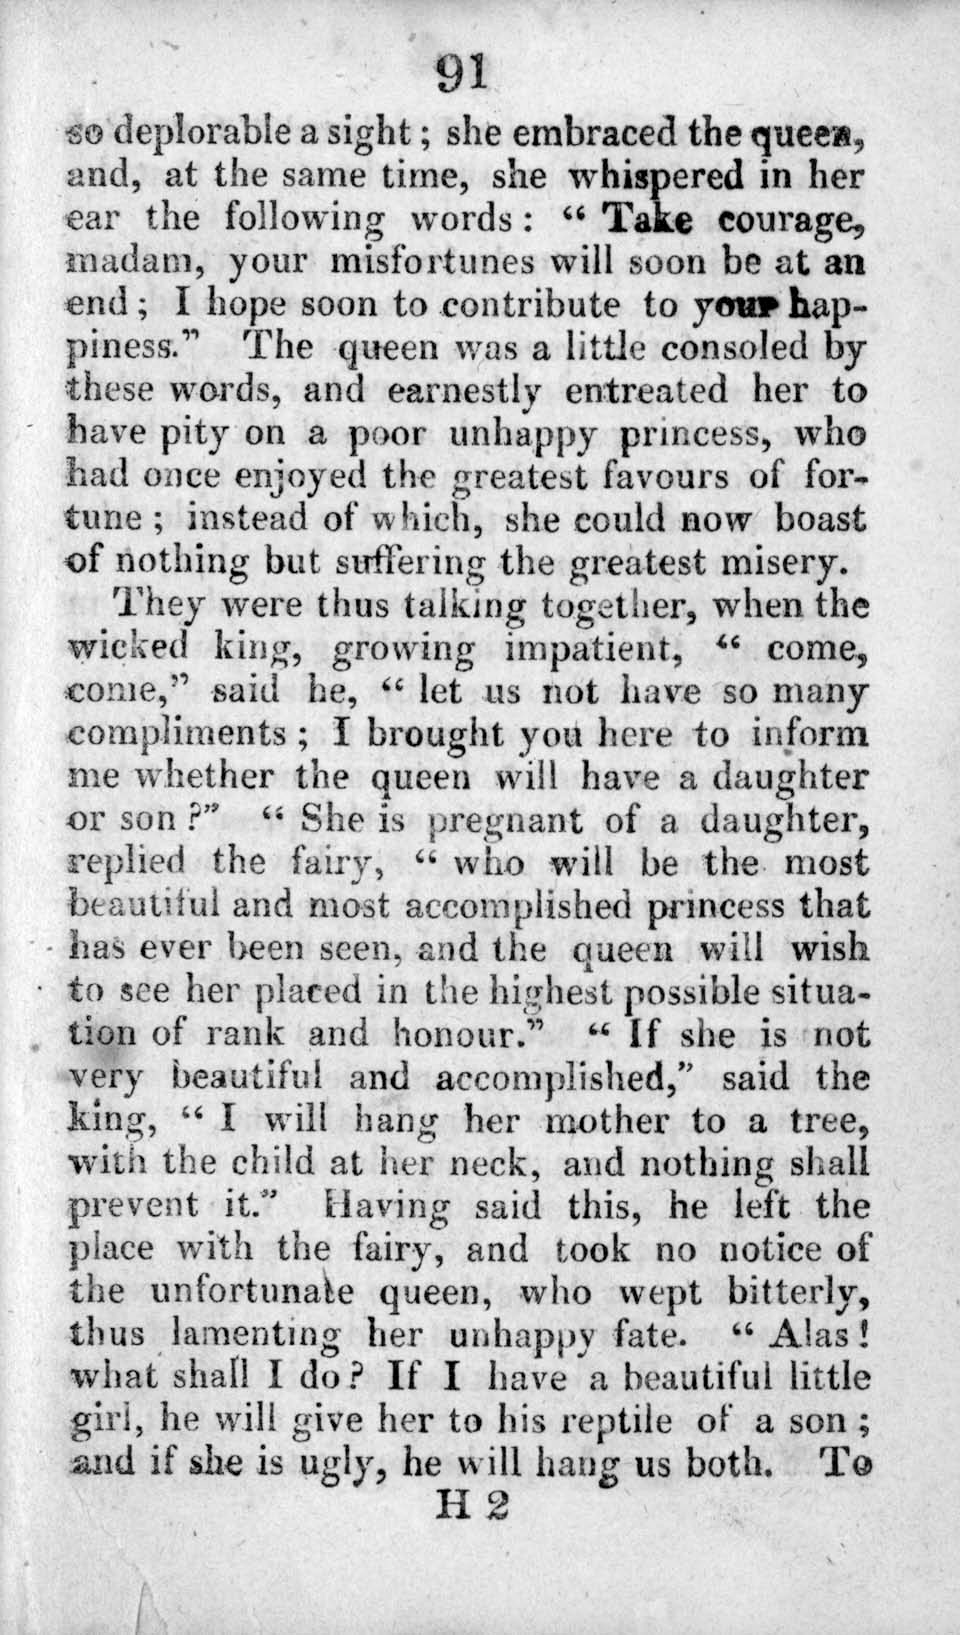 91
so deplorable a sight; she embraced the queen,
and, at the same time, she whispered in her
ear the following words: “ Take courage,
madam, your misfortunes will soon be at an
end; I hope soon to contribute to your hap-
piness.” The queen was a little consoled by
these words, and earnestly entreated her to
have pity on a poor unhappy princess, who
had once enjoyed the greatest favours of for-
tune; instead of which, she could now boast
of nothing but suffering the greatest misery.
They were thus talking together, when the
wicked king, growing impatient, “ come,
come,” said he, “ let us not have so many
compliments; I brought you here to inform
me whether the queen will have a daughter
or son?” “ She is pregnant of a daughter,
replied the fairy, “ who will be the most
beautiful and most accomplished princess that
has ever been seen, and the queen will wish
to see her placed in the highest possible situa-
tion of rank and honour.” “ If she is not
very beautiful and accomplished,” said the
king, “ I will hang her mother to a tree,
with the child at her neck, and nothing shall
prevent it.” Having said this, he left the
place with the fairy, and took no notice of
the unfortunate queen, who wept bitterly,
thus lamenting her unhappy fate. “ Alas!
what shall I do? If I have a beautiful little
girl, he will give her to his reptile of a son;
and if she is ugly, he will hang us both. To
H 2